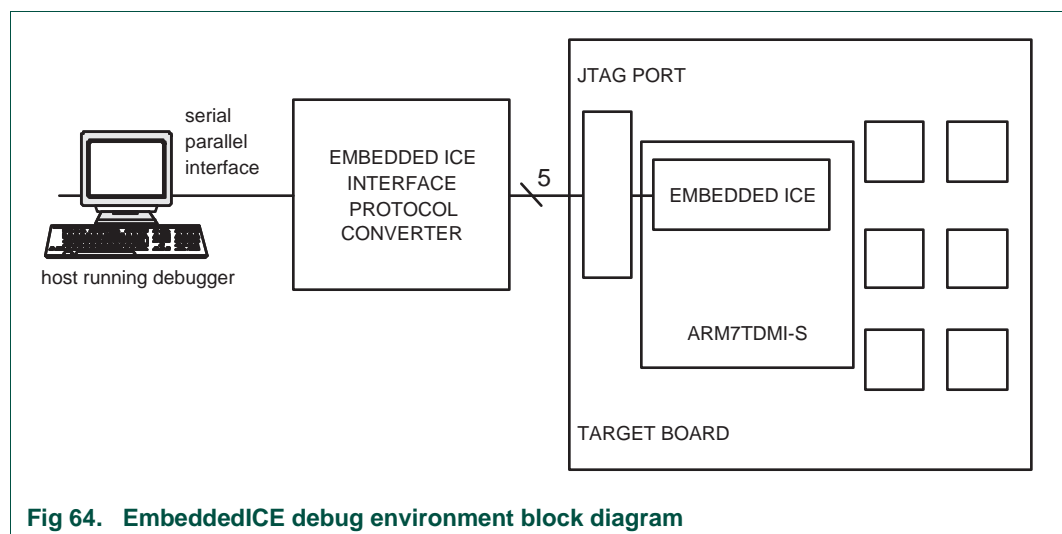 serial
parallel
interface
host running debugger
EMBEDDED ICE
INTERFACE
PROTOCOL
CONVERTER
5
JTAG PORT
EMBEDDED ICE
ARM7TDMI-S
TARGET BOARD
Fig 64. EmbeddedICE debug environment block diagram